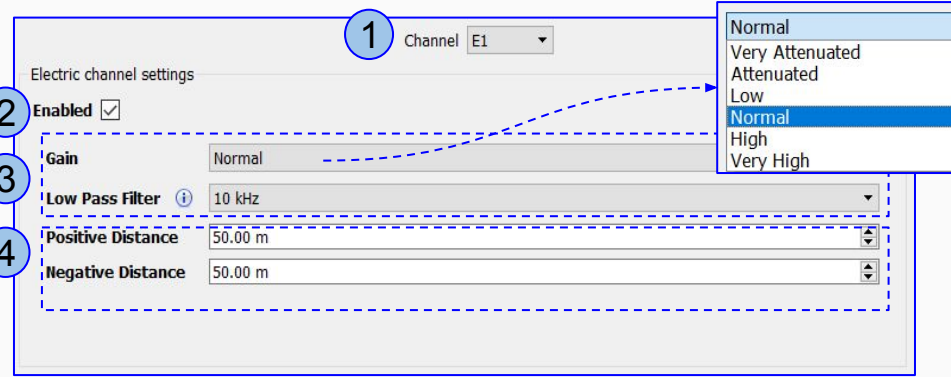 1
Channel E1
Electric channel settings
2
Enabled
3
Gain Normal
Low Pass Filter i 10 kHz
4
Positive Distance 50.00 m
Negative Distance 50.00 m
Normal
Very Attenuated
Attenuated
Low
Normal
High
Very High